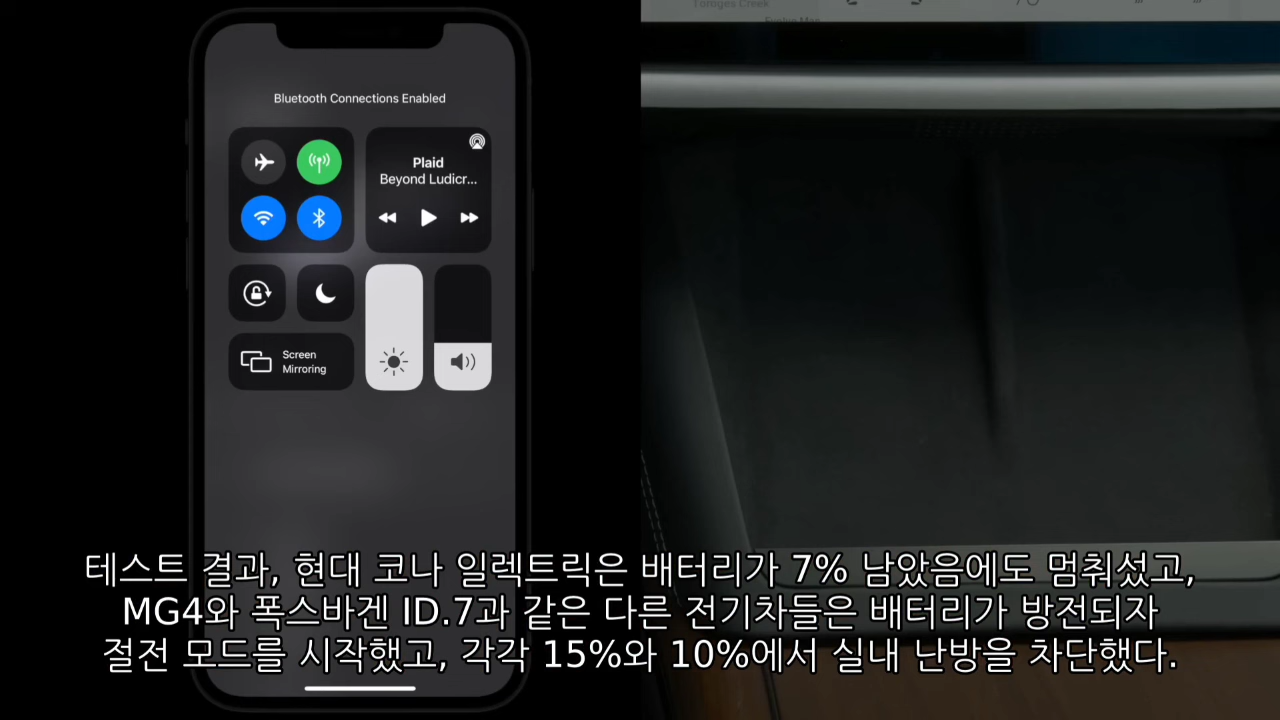 Bluetooth Connections Enabled
Plaid
Beyond Ludicr...
Screen
Mirroring
테스트 결과, 현대 코나 일렉트릭은 배터리가 7% 남았음에도 멈춰섰고,
MG4와 폭스바겐 ID.7과 같은 다른 전기차들은 배터리가 방전되자
절전 모드를 시작했고, 각각 15%와 10%에서 실내 난방을 차단했다.